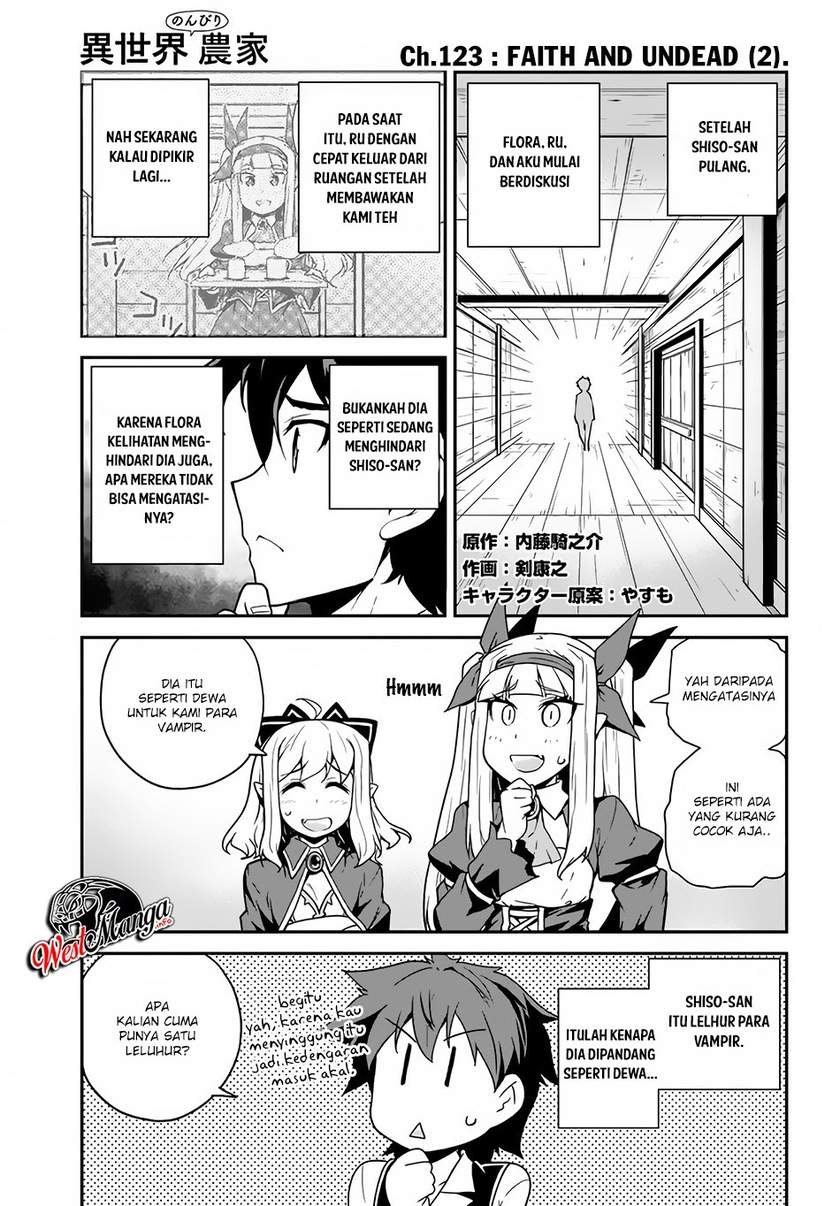 のんびり
異世界 農家
Ch.123 : FAITH AND UNDEAD (2).
SETELAH
SHISO-SAN
PULANG,
FLORA, RU,
DAN AKU MULAI
BERDISKUSI
原作：内藤騎之介
作画：剣康之
キャラクター原案：やすも
PADA SAAT
ITU, RU DENGAN
CEPAT KELUAR DARI
RUANGAN SETELAH
MEMBAWAKAN
KAMI TEH
NAH SEKARANG
KALAU DIPIKIR
LAGI...
BUKANKAH DIA
SEPERTI SEDANG
MENGHINDARI
SHISO-SAN?
KARENA FLORA
KELIHATAN MENG-
HINDARI DIA JUGA,
APA MEREKA TIDAK
BISA MENGATASI-
NYA?
YAH DARIPADA
MENGATASINYA
INI
SEPERTI ADA
YANG KURANG
COCOK AJA..
Hmmm
DIA ITU
SEPERTI DEWA
UNTUK KAMI PARA
VAMPIR.
WestManga
.info
SHISO-SAN
ITU LELHUR PARA
VAMPIR.
ITULAH KENAPA
DIA DIPANDANG
SEPERTI DEWA...
begitu
yah, karena kau
menyinggung itu
jadi kedengaran
masuk akal.
APA
KALIAN CUMA
PUNYA SATU
LELUHUR?